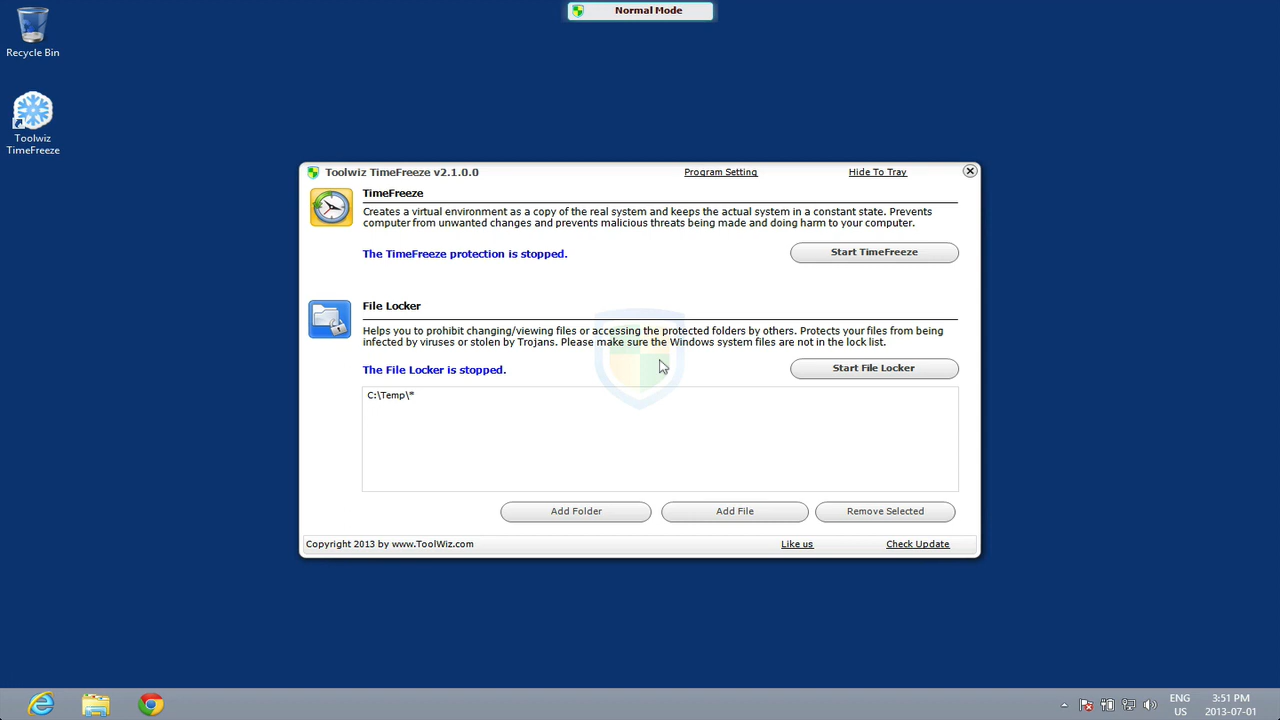 Normal Mode
Recycle Bin
Toolwiz
TimeFreeze
Toolwiz TimeFreeze v2.1.0.0
Program Setting
Hide To Tray
TimeFreeze
Creates a virtual environment as a copy of the real system and keeps the actual system in a constant state. Prevents
computer from unwanted changes and prevents malicious threats being made and doing harm to your computer.
The TimeFreeze protection is stopped.
Start TimeFreeze
File Locker
Helps you to prohibit changing/viewing files or accessing the protected folders by others. Protects your files from being
infected by viruses or stolen by Trojans. Please make sure the Windows system files are not in the lock list.
The File Locker is stopped.
Start File Locker
C:\Temp\*
Add Folder
Add File
Remove Selected
Copyright 2013 by www.ToolWiz.com
Like us
Check Update
ENG
US
3:51 PM
2013-07-01